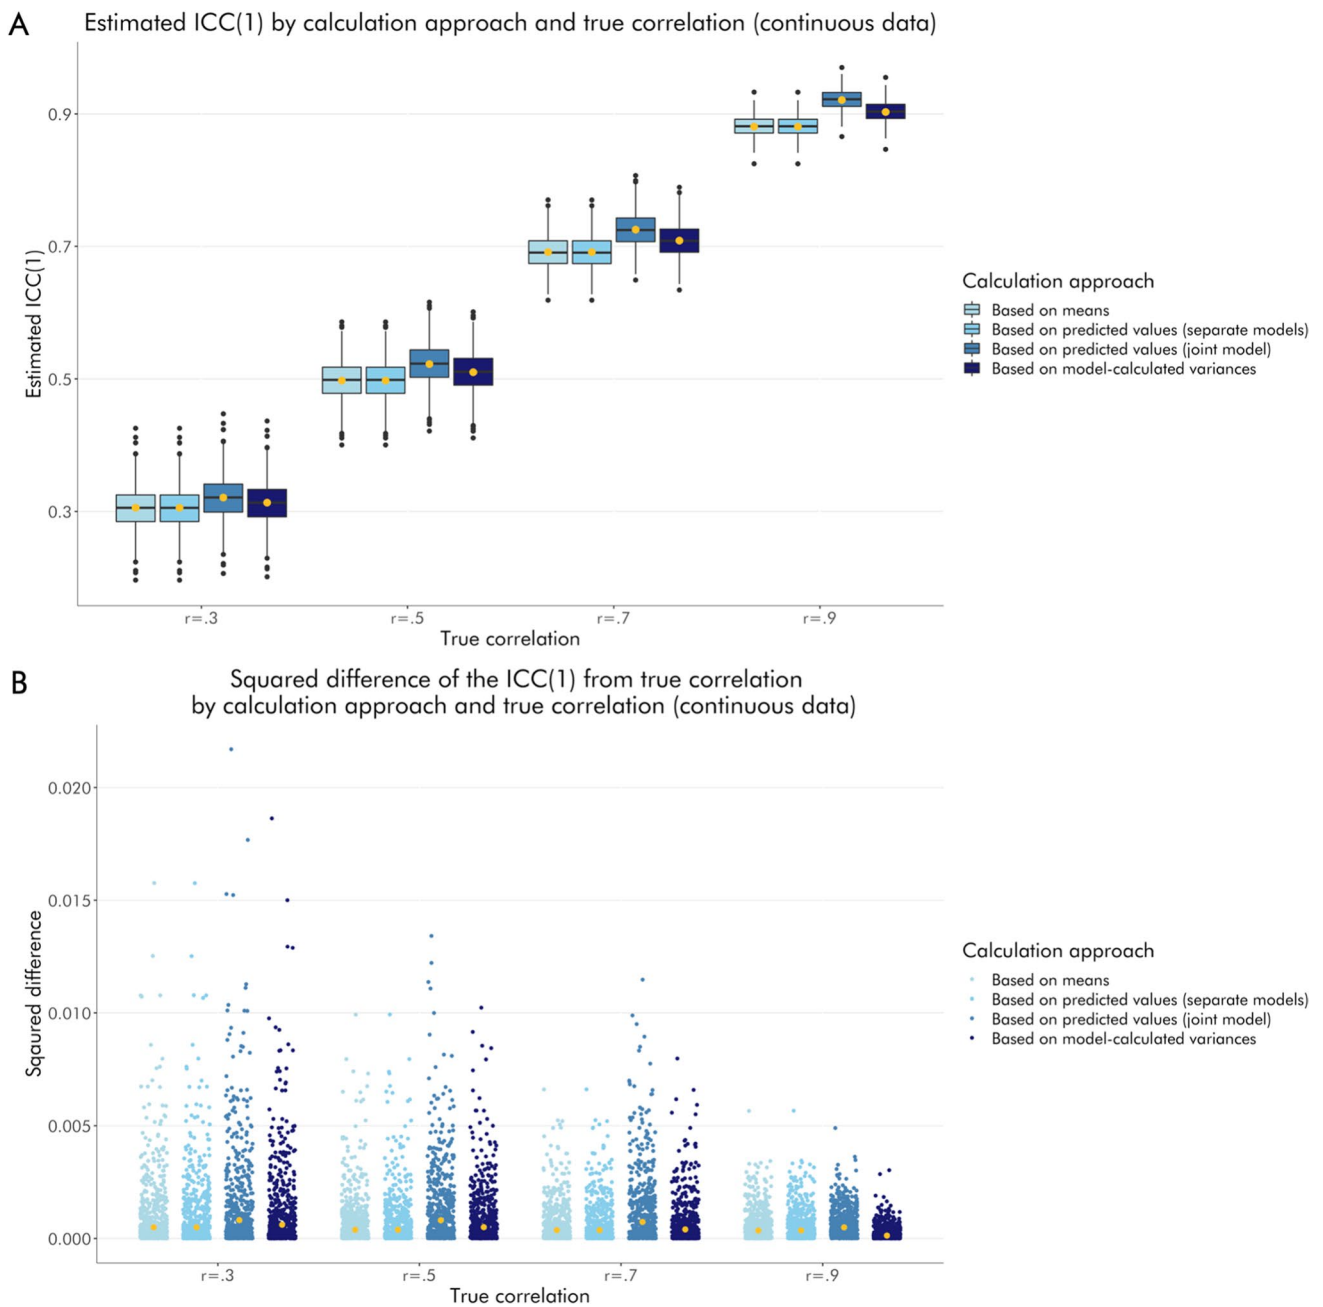 A
Estimated ICC(1) by calculation approach and true correlation (continuous data)
Estimated ICC(1)
0.9
0.7
0.5
0.3
r=.3
r=.5
r=.7
r=.9
True correlation
Calculation approach
Based on means
Based on predicted values (separate models)
Based on predicted values (joint model)
Based on model-calculated variances
B
Squared difference of the ICC(1) from true correlation
by calculation approach and true correlation (continuous data)
Sqaured difference
0.020
0.015
0.010
0.005
0.000
r=.3
r=.5
r=.7
r=.9
True correlation
Calculation approach
Based on means
Based on predicted values (separate models)
Based on predicted values (joint model)
Based on model-calculated variances